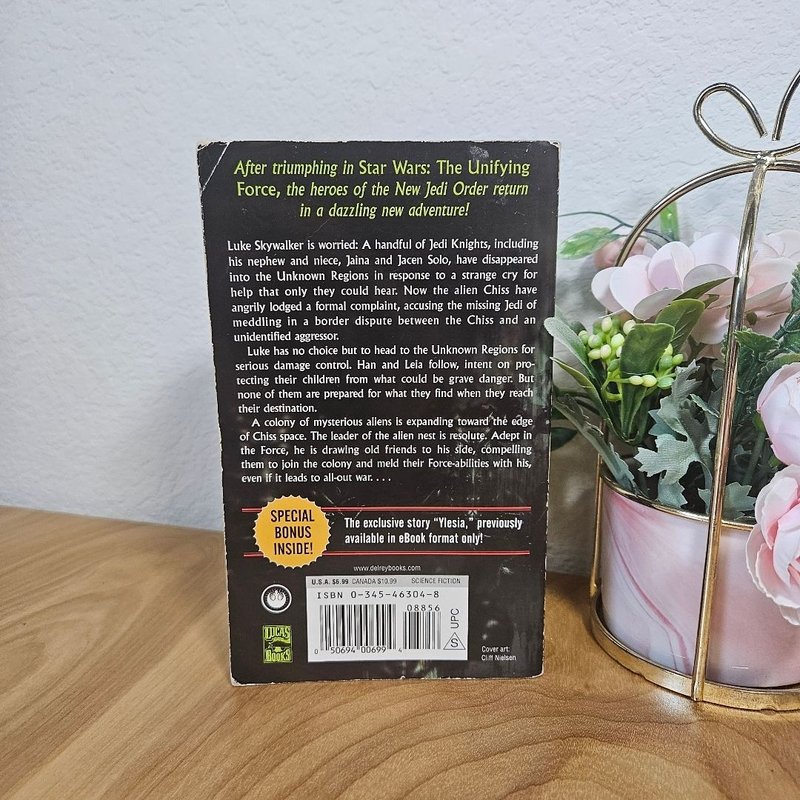 After triumphing in Star Wars: The Unifying
Force, the heroes of the New Jedi Order return
in a dazzling new adventure!
Luke Skywalker is worried: A handful of Jedi Knights, including
his nephew and niece, Jaina and Jacen Solo, have disappeared
into the Unknown Regions in response to a strange cry for
help that only they could hear. Now the alien Chiss have
angrily lodged a formal complaint, accusing the missing Jedi of
meddling in a border dispute between the Chiss and an
unidentified aggressor.
Luke has no choice but to head to the Unknown Regions for
serious damage control. Han and Leia follow, intent on pro-
tecting their children from what could be grave danger. But
none of them are prepared for what they find when they reach
their destination.
A colony of mysterious aliens is expanding toward the edge
of Chiss space. The leader of the alien nest is resolute. Adept in
the Force, he is drawing old friends to his side, compelling
them to join the colony and meld their Force-abilities with his,
even if it leads to all-out war. . . .
SPECIAL
BONUS
INSIDE!
The exclusive story "Ylesia," previously
available in eBook format only!
www.delreybooks.com
U.S.A. $6.99 CANADA $10.99 SCIENCE FICTION
ISBN 0-345-46304-8
08856
UPC
S
0 50694 00699 4
LUCAS
BOOKS
Cover art:
Cliff Nielsen